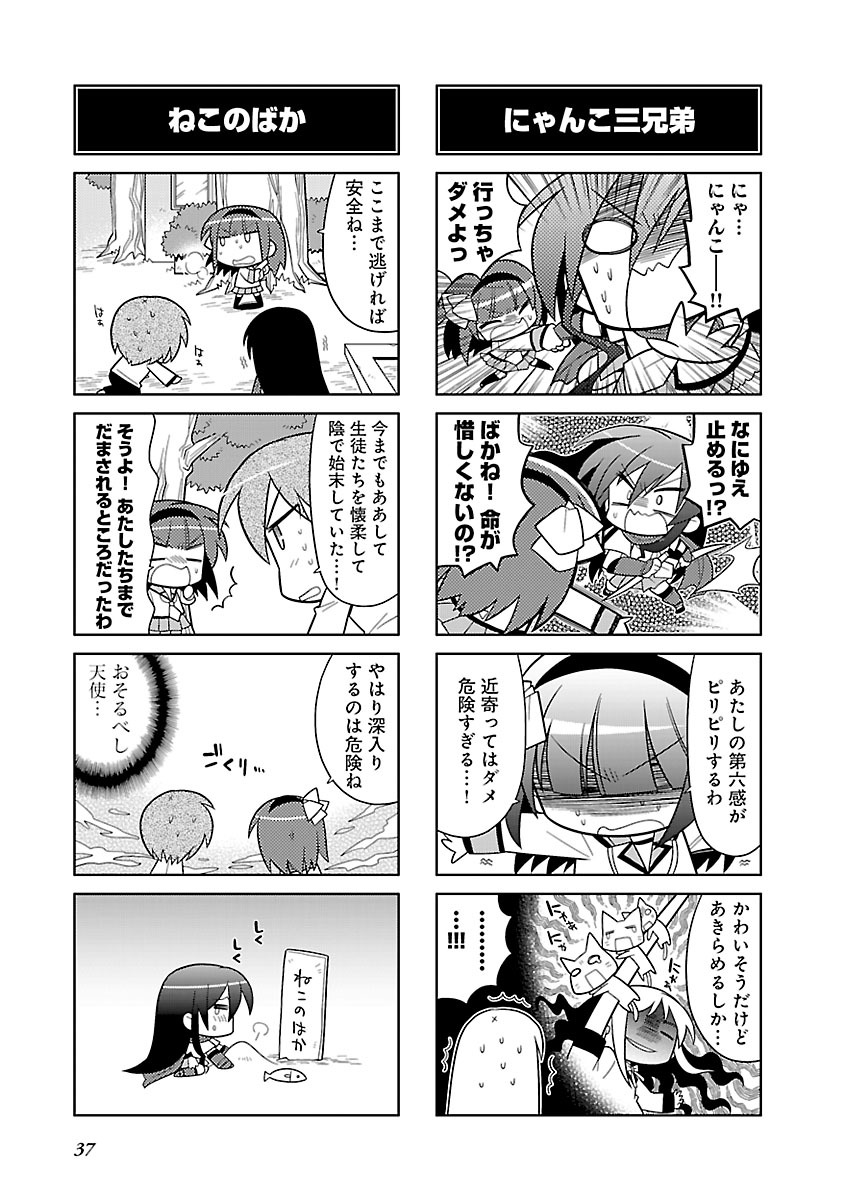 にゃんこ三兄弟
にゃ…
にゃんこ――!!
行っちゃ
ダメよっ
なにゆえ
止めるっ!?
ばかね！命が
惜しくないの!?
あたしの第六感が
ピリピリするわ
近寄ってはダメ
危険すぎる…！
かわいそうだけど
あきらめるしか…
にゃー
にゃー
………
…!!!
ねこのばか
ここまで逃げれば
安全ね…
はぁ
はぁ
今までもああして
生徒たちを懐柔して
陰で始末していた…！
そうよ！あたしたちまで
だまされるところだったわ
やはり深入り
するのは危険ね
ごくり…
おそるべし
天使…
しく
しく
ねこのはか
37